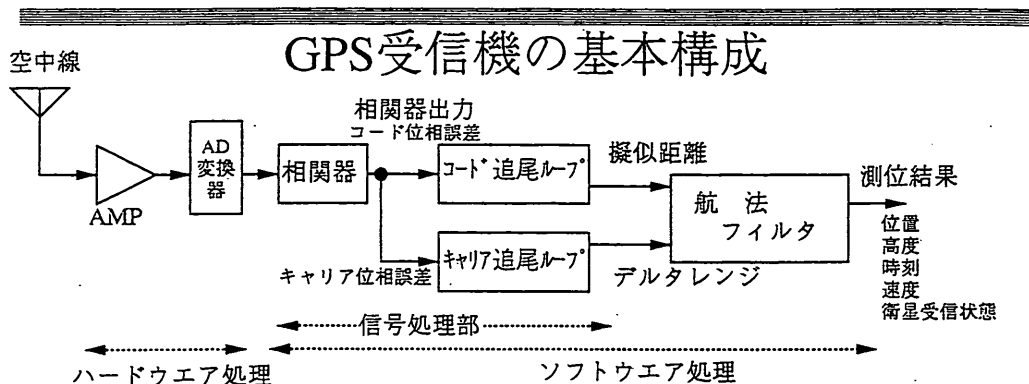 GPS受信機の基本構成
空中線
AMP
AD
変換
器
相関器
相関器出力
コード位相誤差
コード追尾ループ
擬似距離
キャリア位相誤差
キャリア追尾ループ
デルタレンジ
航 法
フィルタ
測位結果
位置
高度
時刻
速度
衛星受信状態
信号処理部
ハードウエア処理
ソフトウエア処理